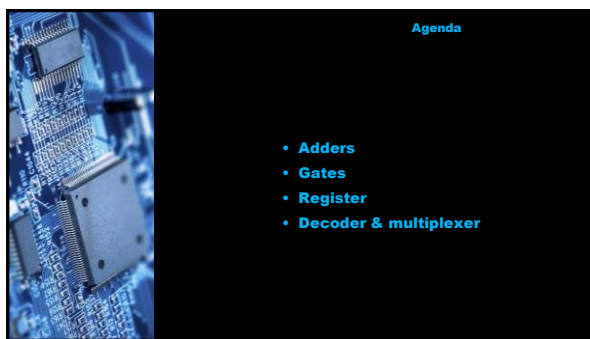 Agenda
• Adders
• Gates
• Register
• Decoder & multiplexer